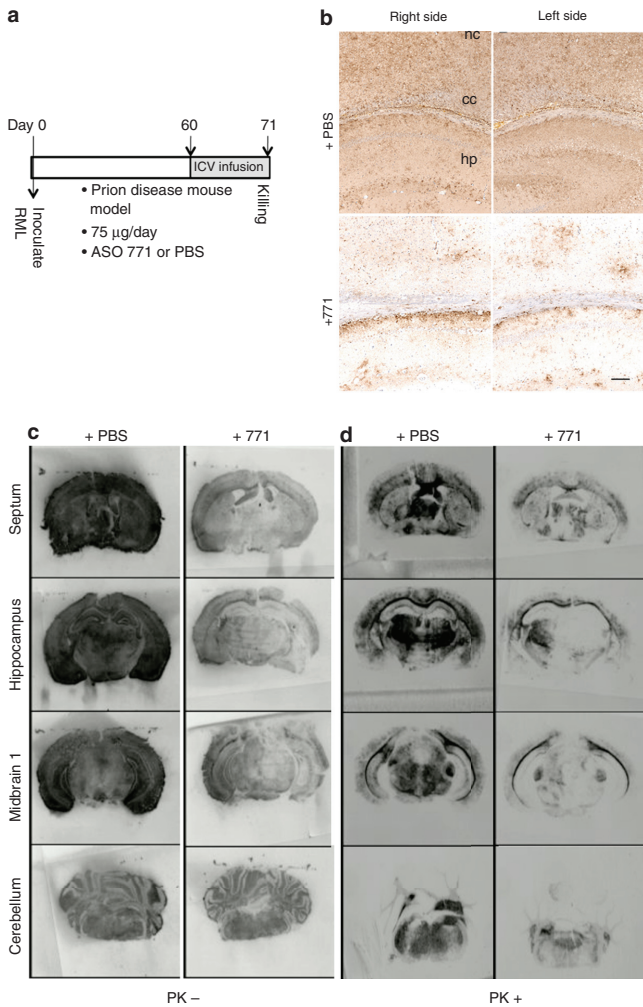 a
Day 0
60
71
ICV infusion
Inoculate
RML
Killing
• Prion disease mouse
model
• 75 µg/day
• ASO 771 or PBS
b
Right side
Left side
+ PBS
nc
cc
hp
+771
c
+ PBS
+ 771
d
+ PBS
+ 771
Septum
Hippocampus
Midbrain 1
Cerebellum
PK –
PK +